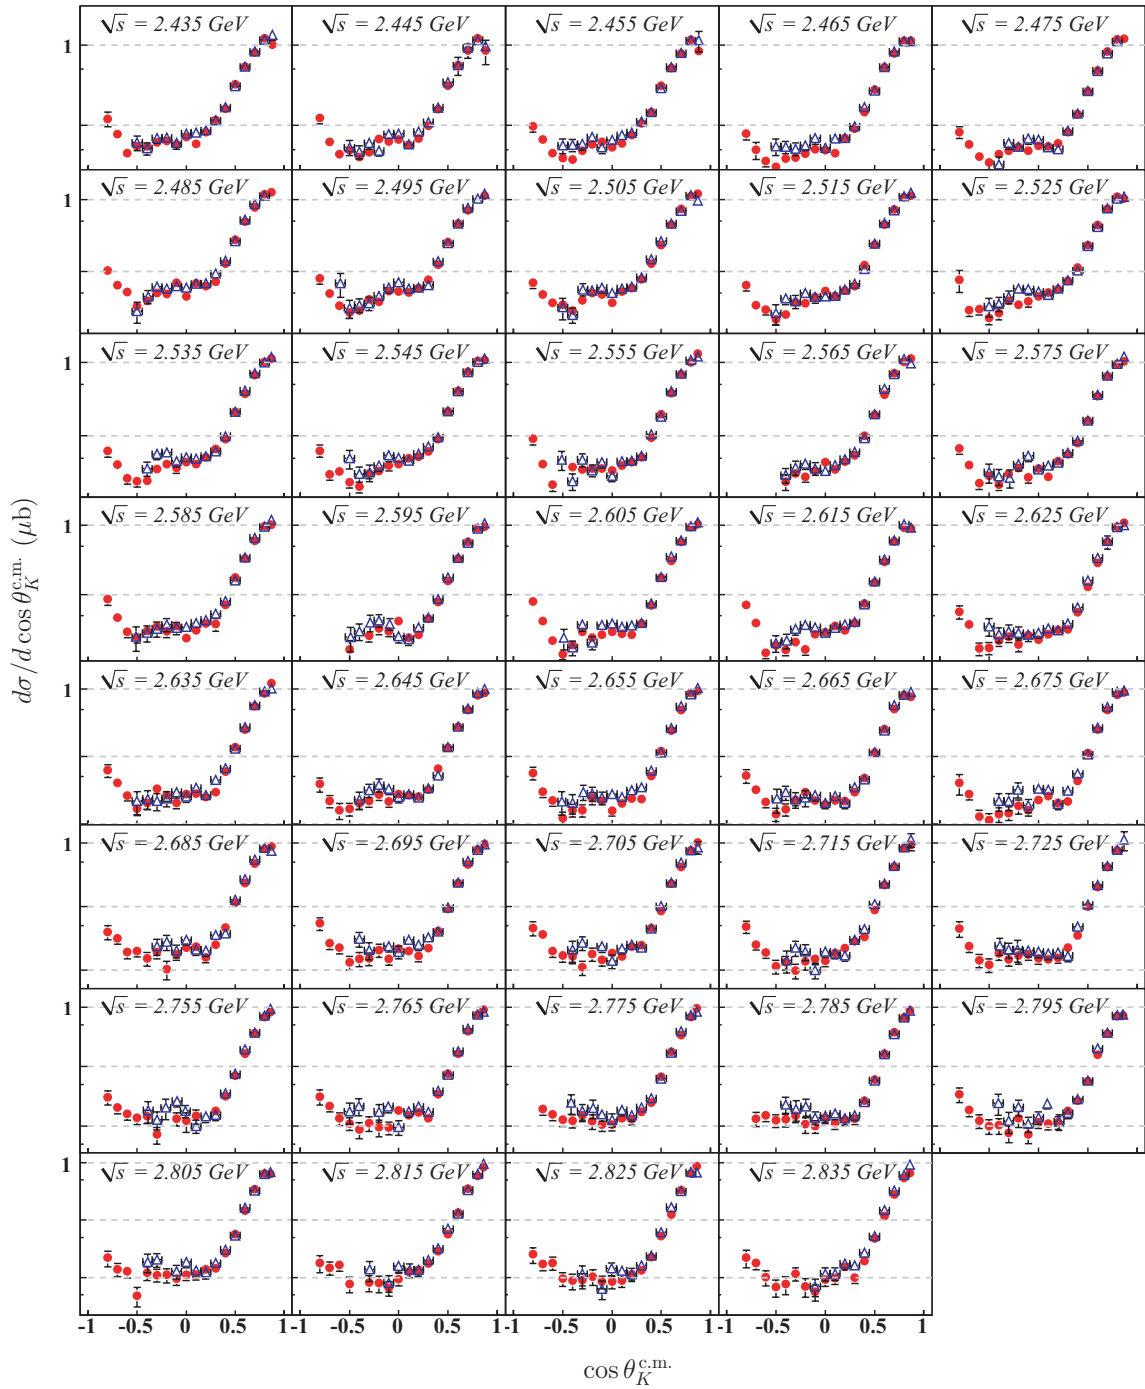 √s = 2.435 GeV √s = 2.445 GeV √s = 2.455 GeV √s = 2.465 GeV √s = 2.475 GeV
1
√s = 2.485 GeV √s = 2.495 GeV √s = 2.505 GeV √s = 2.515 GeV √s = 2.525 GeV
1
√s = 2.535 GeV √s = 2.545 GeV √s = 2.555 GeV √s = 2.565 GeV √s = 2.575 GeV
1
√s = 2.585 GeV √s = 2.595 GeV √s = 2.605 GeV √s = 2.615 GeV √s = 2.625 GeV
1
dσ/d cos θ_K^{c.m.} (μb)
√s = 2.635 GeV √s = 2.645 GeV √s = 2.655 GeV √s = 2.665 GeV √s = 2.675 GeV
1
√s = 2.685 GeV √s = 2.695 GeV √s = 2.705 GeV √s = 2.715 GeV √s = 2.725 GeV
1
√s = 2.755 GeV √s = 2.765 GeV √s = 2.775 GeV √s = 2.785 GeV √s = 2.795 GeV
1
√s = 2.805 GeV √s = 2.815 GeV √s = 2.825 GeV √s = 2.835 GeV
1
-1 -0.5 0 0.5 -1 -0.5 0 0.5 -1 -0.5 0 0.5 -1 -0.5 0 0.5 1
cos θ_K^{c.m.}